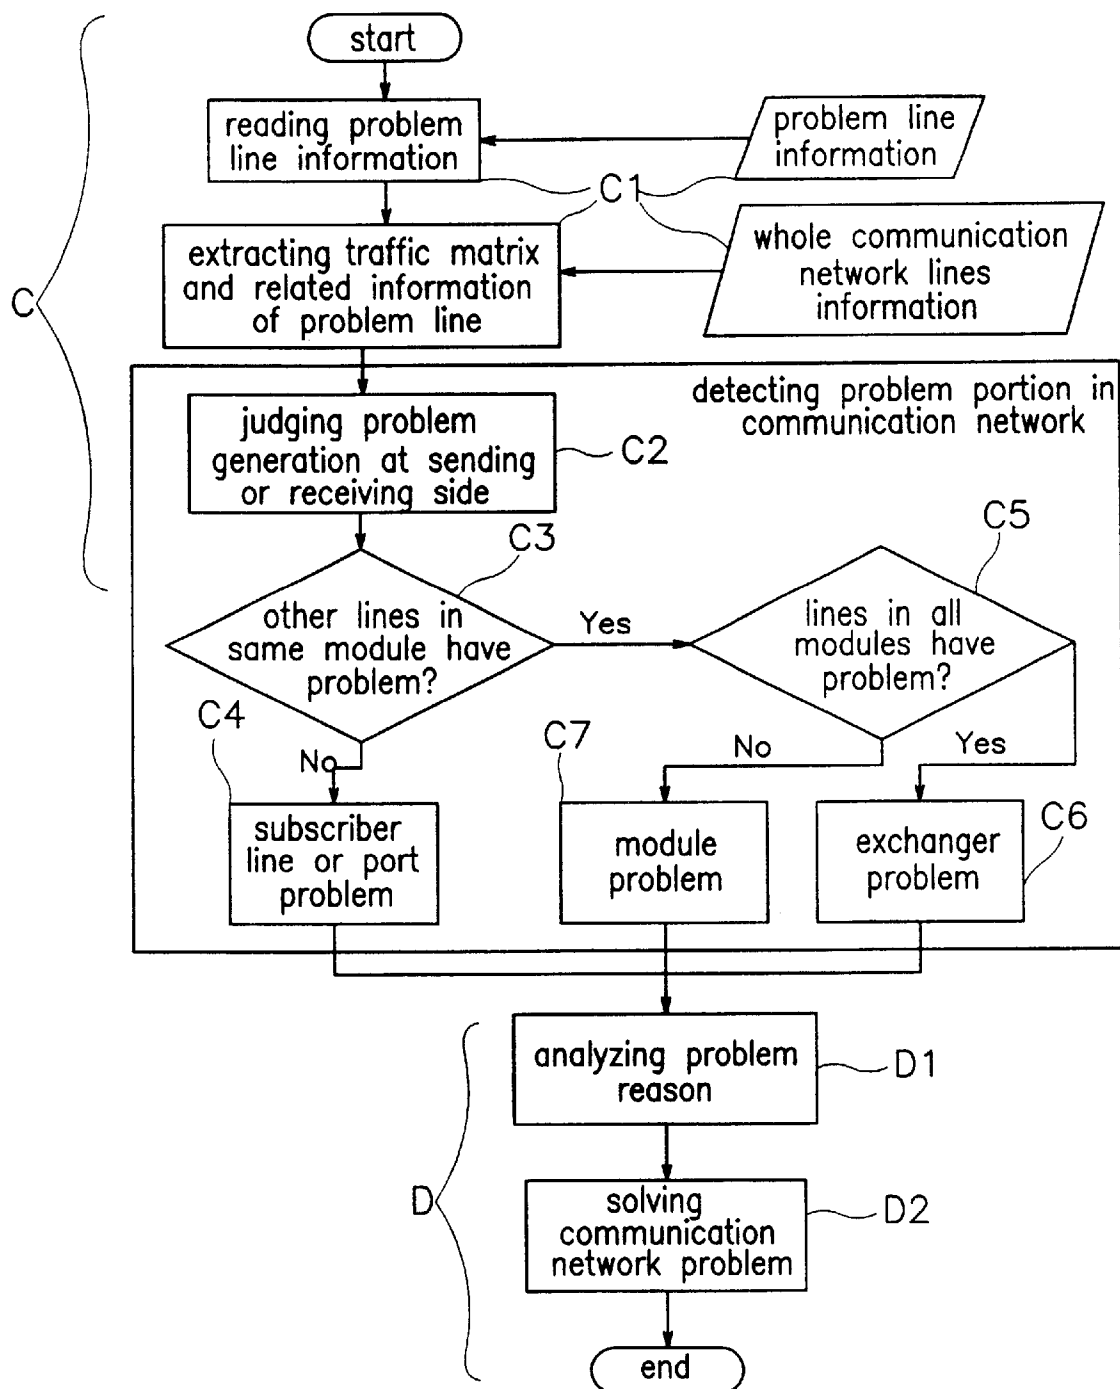 start
reading problem
line information
problem line
information
C1
extracting traffic matrix
and related information
of problem line
whole communication
network lines
information
C
detecting problem portion in
communication network
judging problem
generation at sending
or receiving side
C2
C3
C5
other lines in
same module have
problem?
Yes
lines in all
modules have
problem?
C4
No
C7
No
Yes
subscriber
line or port
problem
module
problem
exchanger
problem
C6
analyzing problem
reason
D1
D
solving
communication
network problem
D2
end